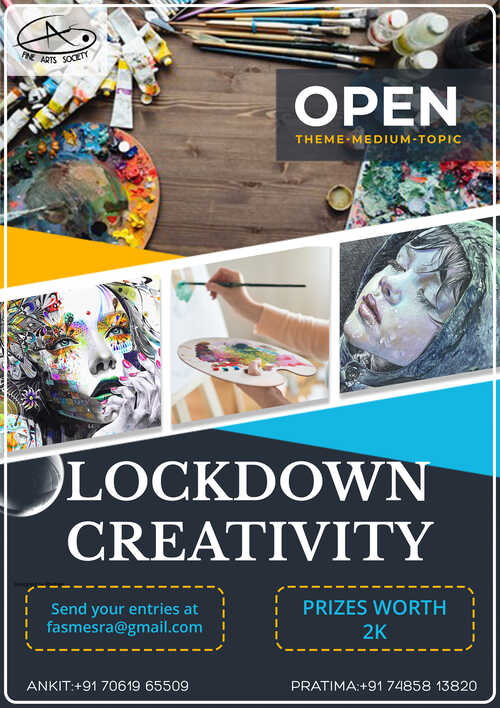 FINE ARTS SOCIETY
OPEN
THEME-MEDIUM-TOPIC
LOCKDOWN
CREATIVITY
Send your entries at
fasmesra@gmail.com
PRIZES WORTH
2K
ANKIT:+91 70619 65509
PRATIMA:+91 74858 13820